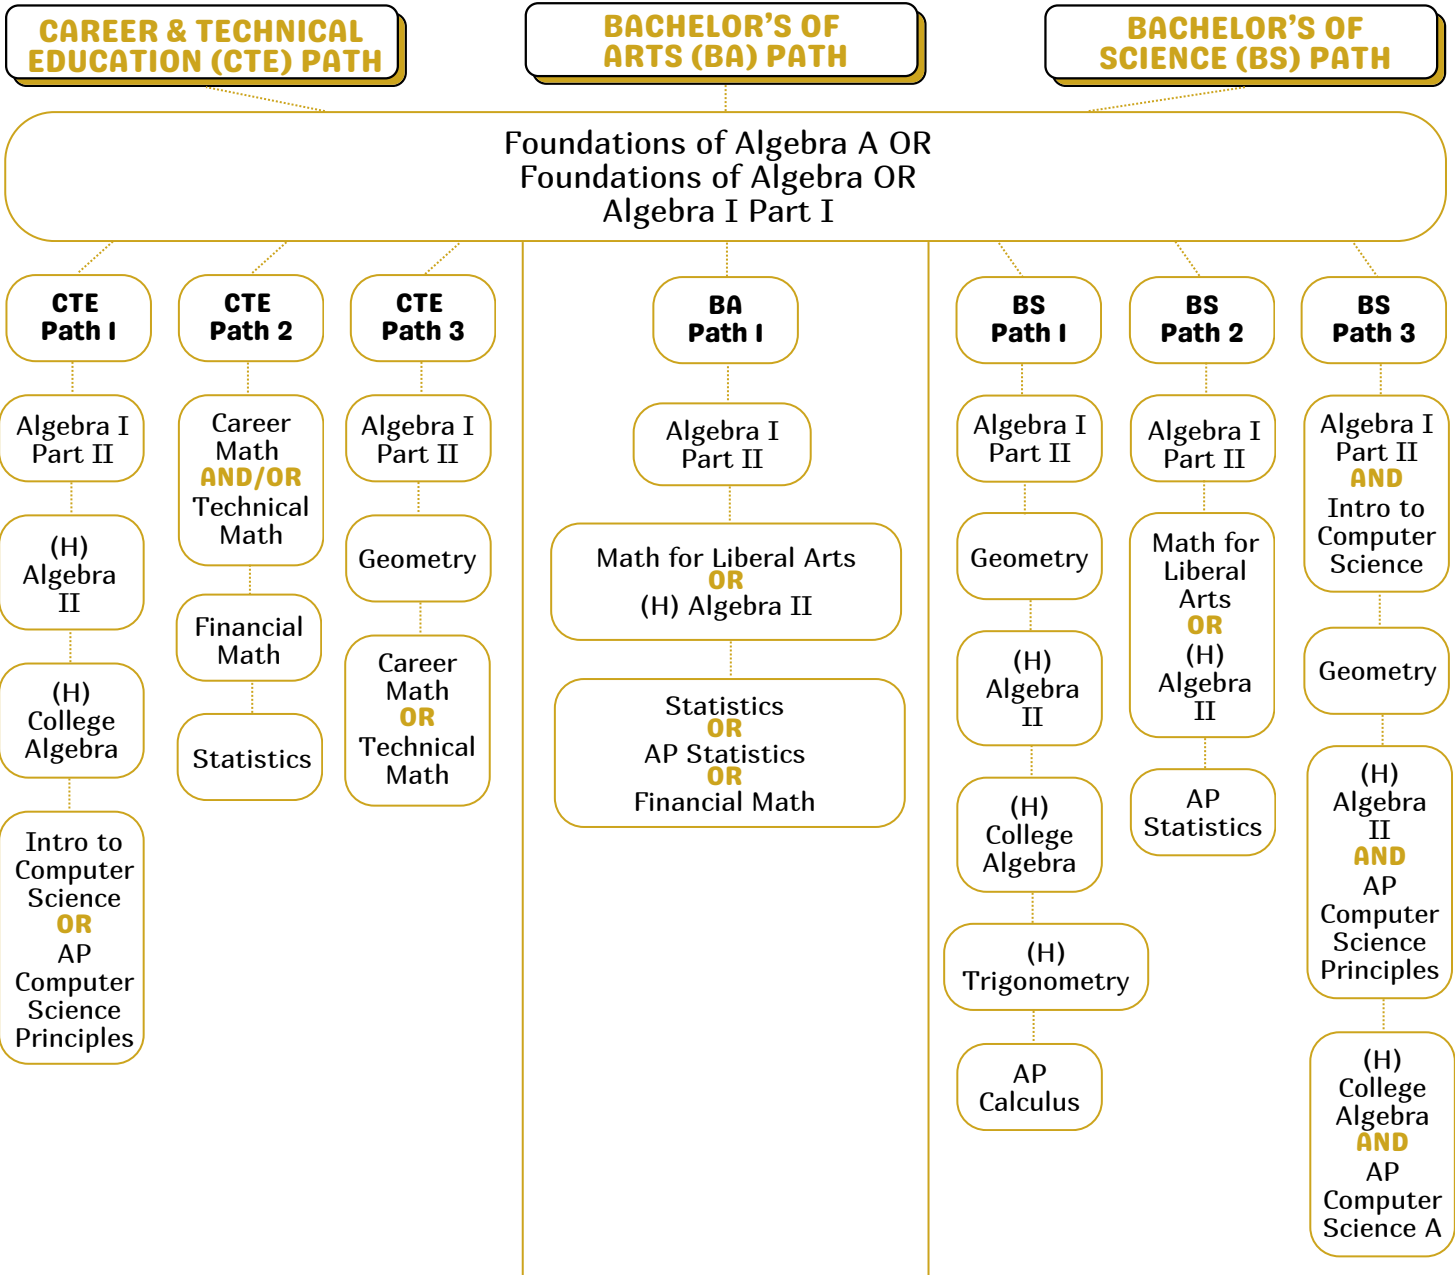 CAREER & TECHNICAL
EDUCATION (CTE) PATH
BACHELOR'S OF
ARTS (BA) PATH
BACHELOR'S OF
SCIENCE (BS) PATH
Foundations of Algebra A OR
Foundations of Algebra OR
Algebra I Part I
CTE
Path 1
Algebra I
Part II
(H)
Algebra
II
(H)
College
Algebra
Intro to
Computer
Science
OR
AP
Computer
Science
Principles
CTE
Path 2
Career
Math
AND/OR
Technical
Math
Financial
Math
Statistics
CTE
Path 3
Algebra I
Part II
Geometry
Career
Math
OR
Technical
Math
BA
Path 1
Algebra I
Part II
Math for Liberal Arts
OR
(H) Algebra II
Statistics
OR
AP Statistics
OR
Financial Math
BS
Path 1
Algebra I
Part II
Geometry
(H)
Algebra
II
(H)
College
Algebra
(H)
Trigonometry
AP
Calculus
BS
Path 2
Algebra I
Part II
Math for
Liberal
Arts
OR
(H)
Algebra
II
AP
Statistics
BS
Path 3
Algebra I
Part II
AND
Intro to
Computer
Science
Geometry
(H)
Algebra
II
AND
AP
Computer
Science
Principles
(H)
College
Algebra
AND
AP
Computer
Science A